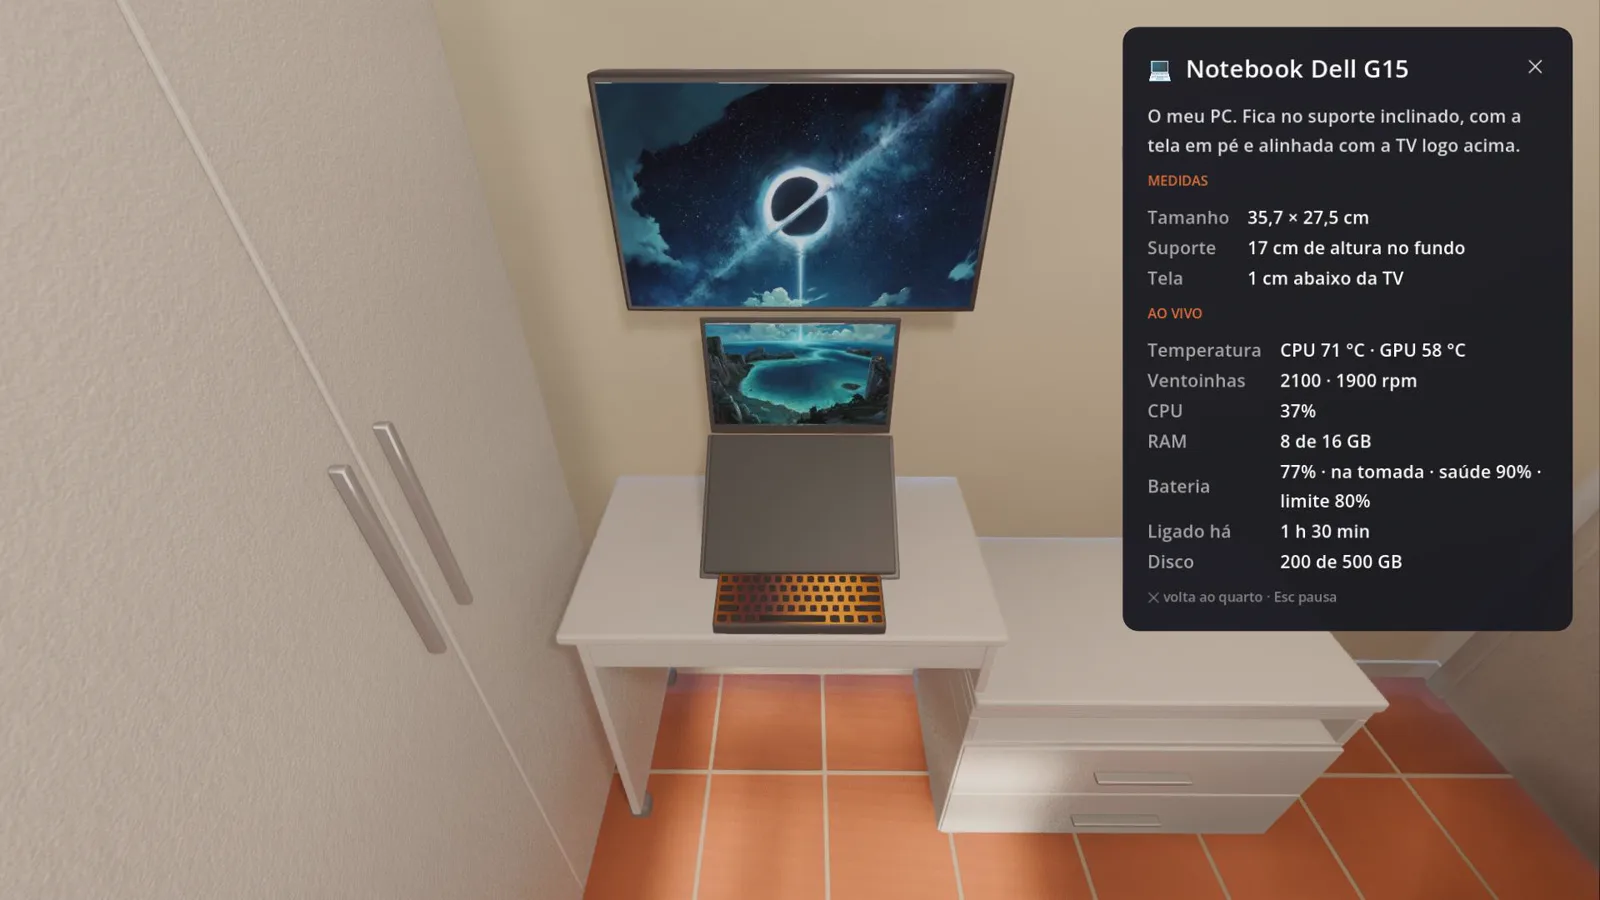 Notebook Dell G15
O meu PC. Fica no suporte inclinado, com a
tela em pé e alinhada com a TV logo acima.
MEDIDAS
Tamanho 35,7 × 27,5 cm
Suporte 17 cm de altura no fundo
Tela 1 cm abaixo da TV
AO VIVO
Temperatura CPU 71 °C · GPU 58 °C
Ventoinhas 2100 · 1900 rpm
CPU 37%
RAM 8 de 16 GB
Bateria 77% · na tomada · saúde 90% ·
limite 80%
Ligado há 1 h 30 min
Disco 200 de 500 GB
× volta ao quarto · Esc pausa